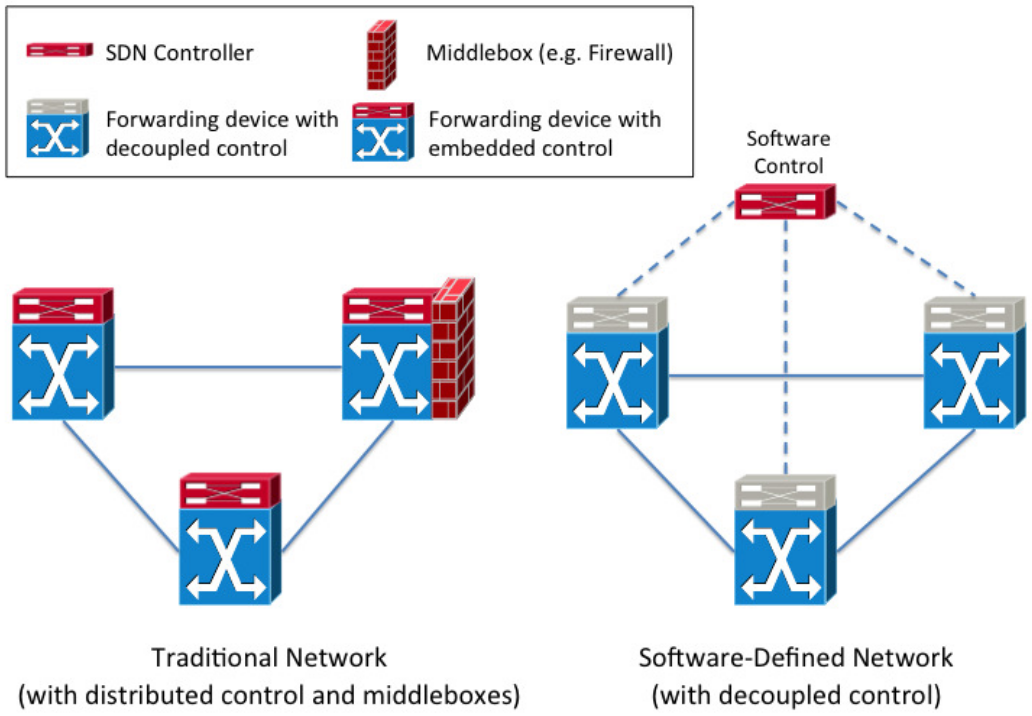 SDN Controller
Middlebox (e.g. Firewall)
Forwarding device with
decoupled control
Forwarding device with
embedded control
Software
Control
Traditional Network
(with distributed control and middleboxes)
Software-Defined Network
(with decoupled control)